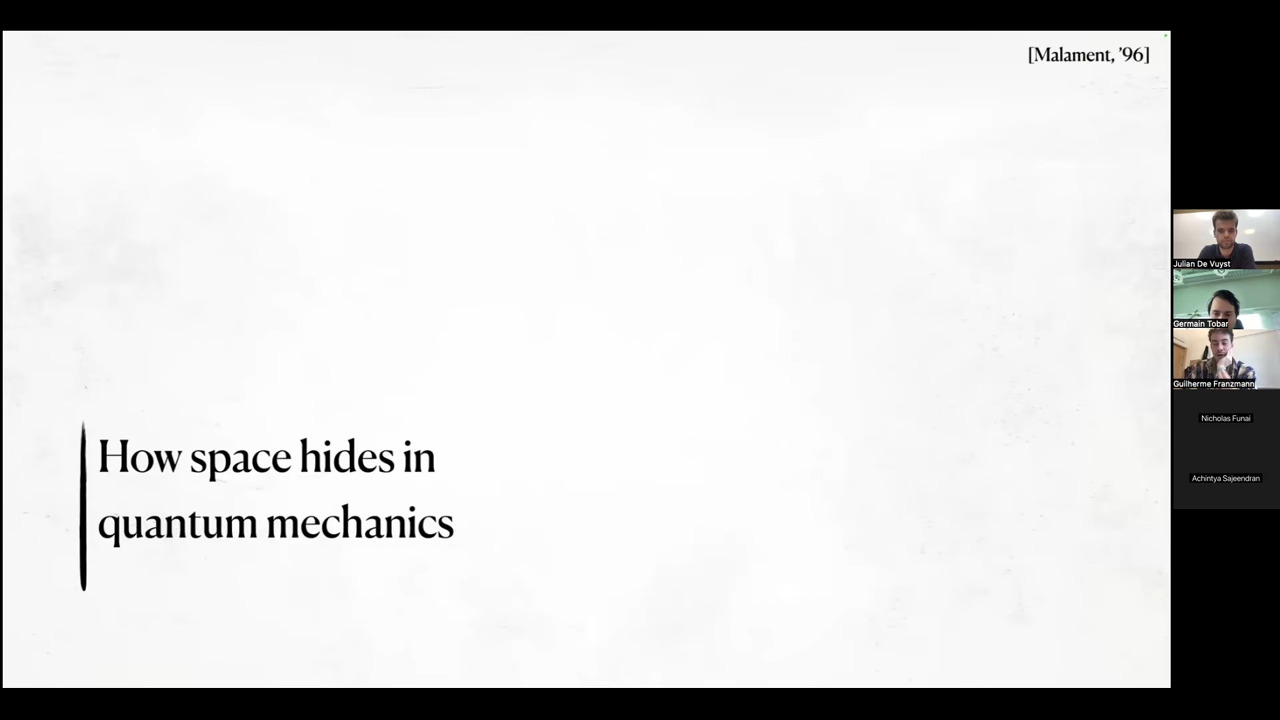 [Malament, ’96]
How space hides in
quantum mechanics
Julian De Vuyst
Germain Tobar
Guilherme Franzmann
Nicholas Funai
Achintya Sajeendran